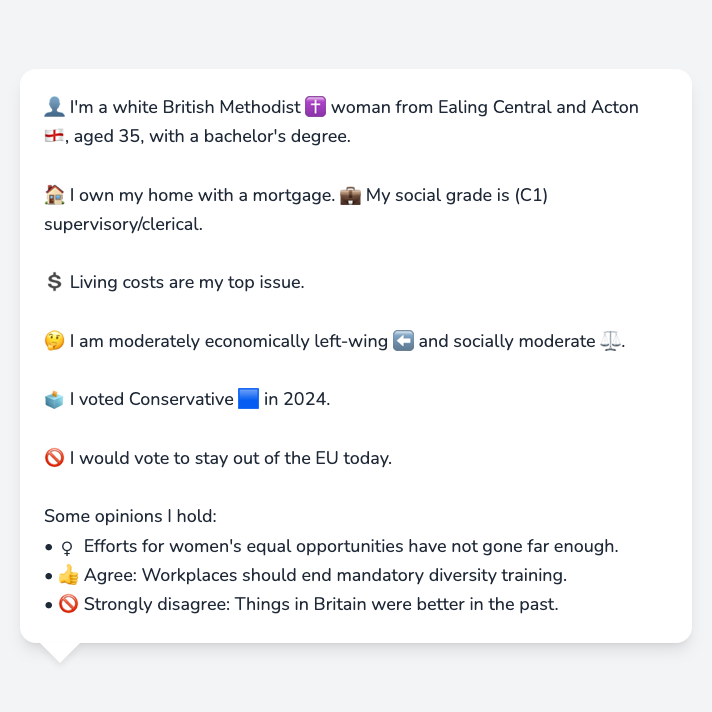 👤 I'm a white British Methodist ✝️ woman from Ealing Central and Acton
🏴󠁧󠁢󠁥󠁮󠁧󠁿, aged 35, with a bachelor's degree.
🏠 I own my home with a mortgage. 💼 My social grade is (C1)
supervisory/clerical.
💲 Living costs are my top issue.
🤔 I am moderately economically left-wing ⬅️ and socially moderate ⚖️.
🗳️ I voted Conservative 🟦 in 2024.
🚫 I would vote to stay out of the EU today.
Some opinions I hold:
• ♀️ Efforts for women's equal opportunities have not gone far enough.
• 👍 Agree: Workplaces should end mandatory diversity training.
• 🚫 Strongly disagree: Things in Britain were better in the past.